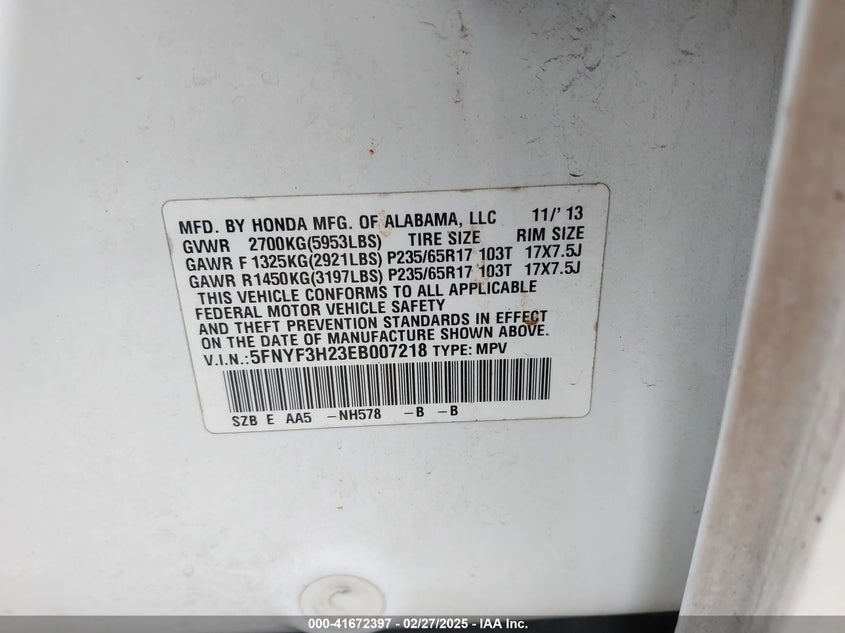 MFD. BY HONDA MFG. OF ALABAMA, LLC 11/'13
GVWR 2700KG(5953LBS) TIRE SIZE RIM SIZE
GAWR F 1325KG(2921LBS) P235/65R17 103T 17X7.5J
GAWR R1450KG(3197LBS) P235/65R17 103T 17X7.5J
THIS VEHICLE CONFORMS TO ALL APPLICABLE
FEDERAL MOTOR VEHICLE SAFETY
AND THEFT PREVENTION STANDARDS IN EFFECT
ON THE DATE OF MANUFACTURE SHOWN ABOVE.
V.I.N.:5FNYF3H23EB007218 TYPE: MPV
SZB E AA5 -NH578 -B -B
000-41672397 - 02/27/2025 - IAA Inc.